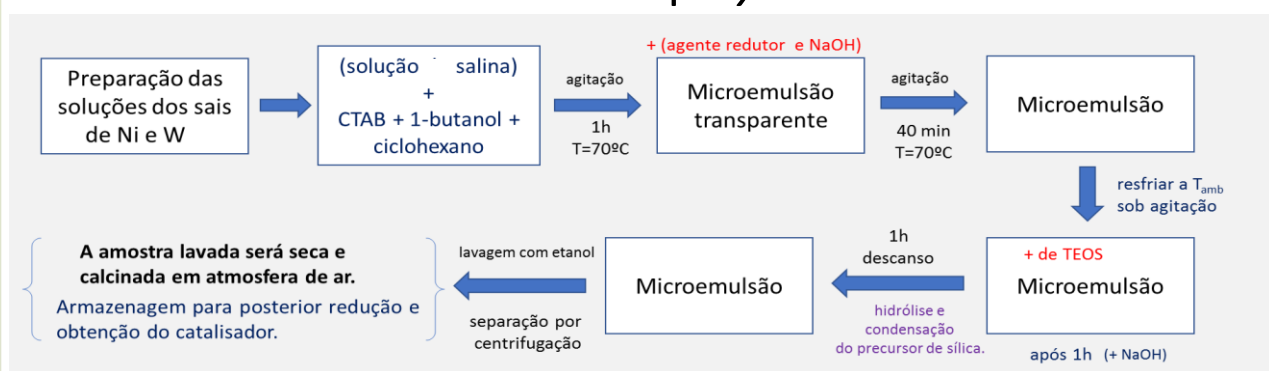 Preparação das
soluções dos sais
de Ni e W
(solução salina)
+
CTAB + 1-butanol +
ciclohexano
agitação
1h
T=70ºC
+ (agente redutor e NaOH)
Microemulsão
transparente
agitação
40 min
T=70ºC
Microemulsão
resfriar a Tamb
sob agitação
+ de TEOS
Microemulsão
após 1h (+ NaOH)
1h
descanso
hidrólise e
condensação
do precursor de sílica.
Microemulsão
lavagem com etanol
separação por
centrifugação
A amostra lavada será seca e
calcinada em atmosfera de ar.
Armazenagem para posterior redução e
obtenção do catalisador.